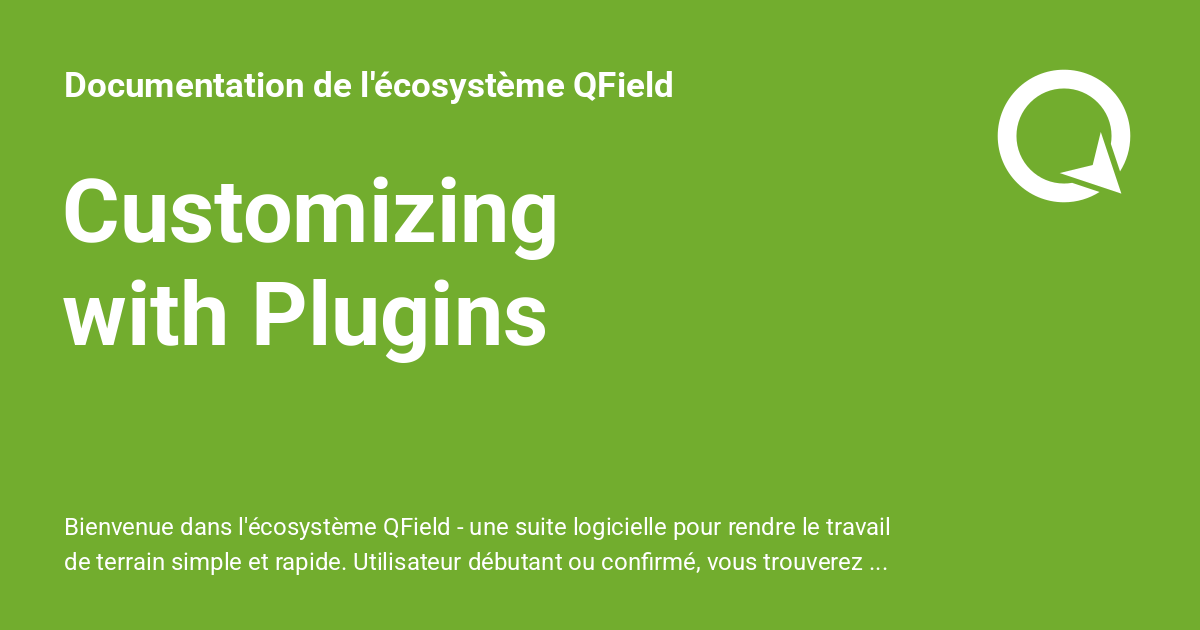 Documentation de l'écosystème QField
Customizing
with Plugins
Bienvenue dans l'écosystème QField - une suite logicielle pour rendre le travail
de terrain simple et rapide. Utilisateur débutant ou confirmé, vous trouverez ...